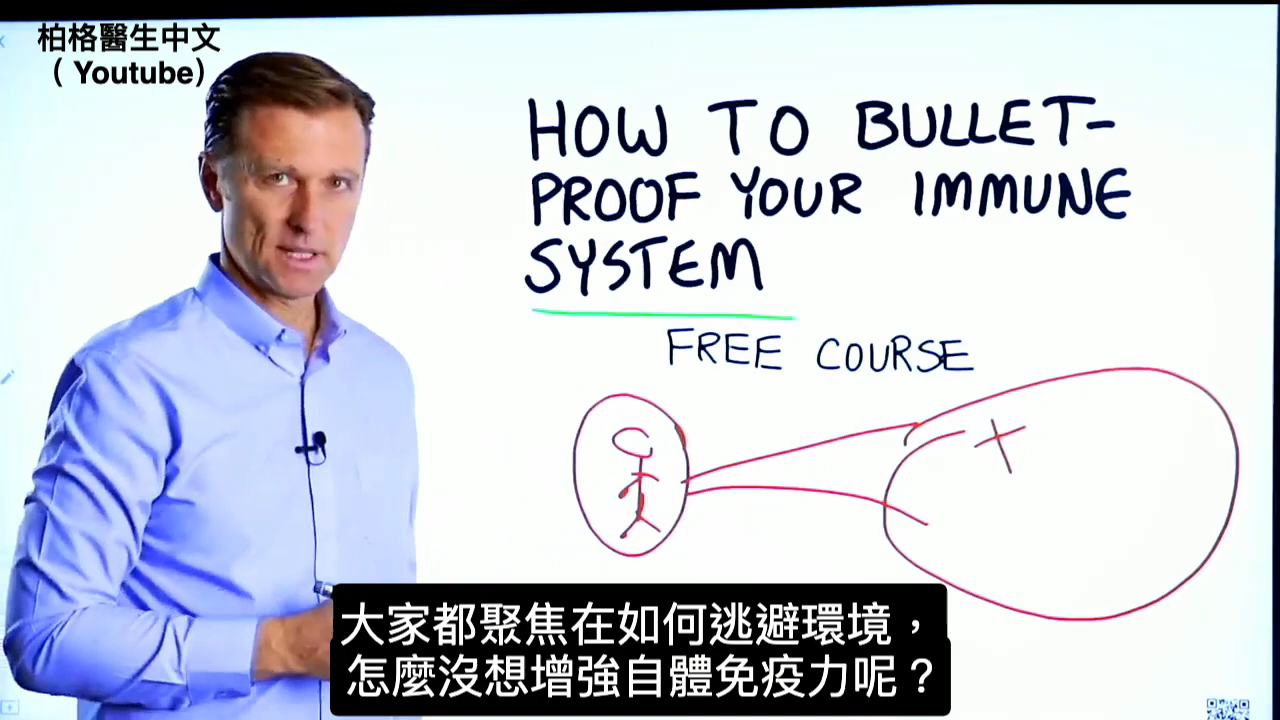 柏格醫生中文
( Youtube)
HOW TO BULLET-
PROOF YOUR IMMUNE
SYSTEM
FREE COURSE
大家都聚焦在如何逃避環境，
怎麼沒想增強自體免疫力呢？